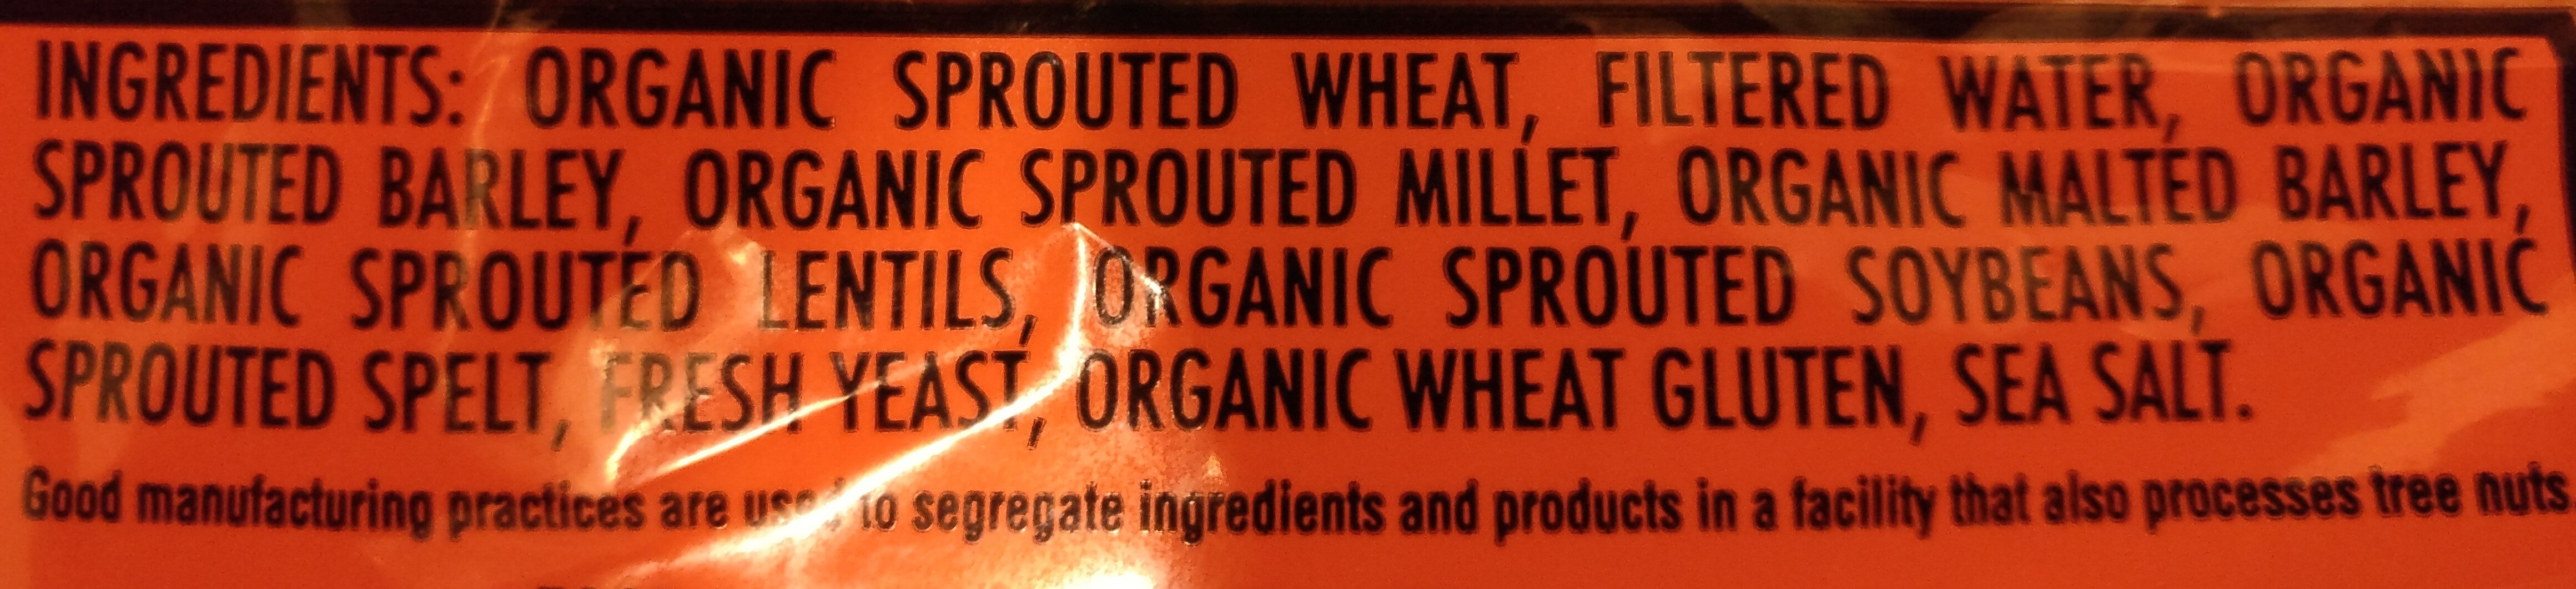 INGREDIENTS: ORGANIC SPROUTED WHEAT, FILTERED WATER, ORGANIC
SPROUTED BARLEY, ORGANIC SPROUTED MILLET, ORGANIC MALTED BARLEY,
ORGANIC SPROUTED LENTILS, ORGANIC SPROUTED SOYBEANS, ORGANIC
SPROUTED SPELT, FRESH YEAST, ORGANIC WHEAT GLUTEN, SEA SALT.
Good manufacturing practices are used to segregate ingredients and products in a facility that also processes tree nuts